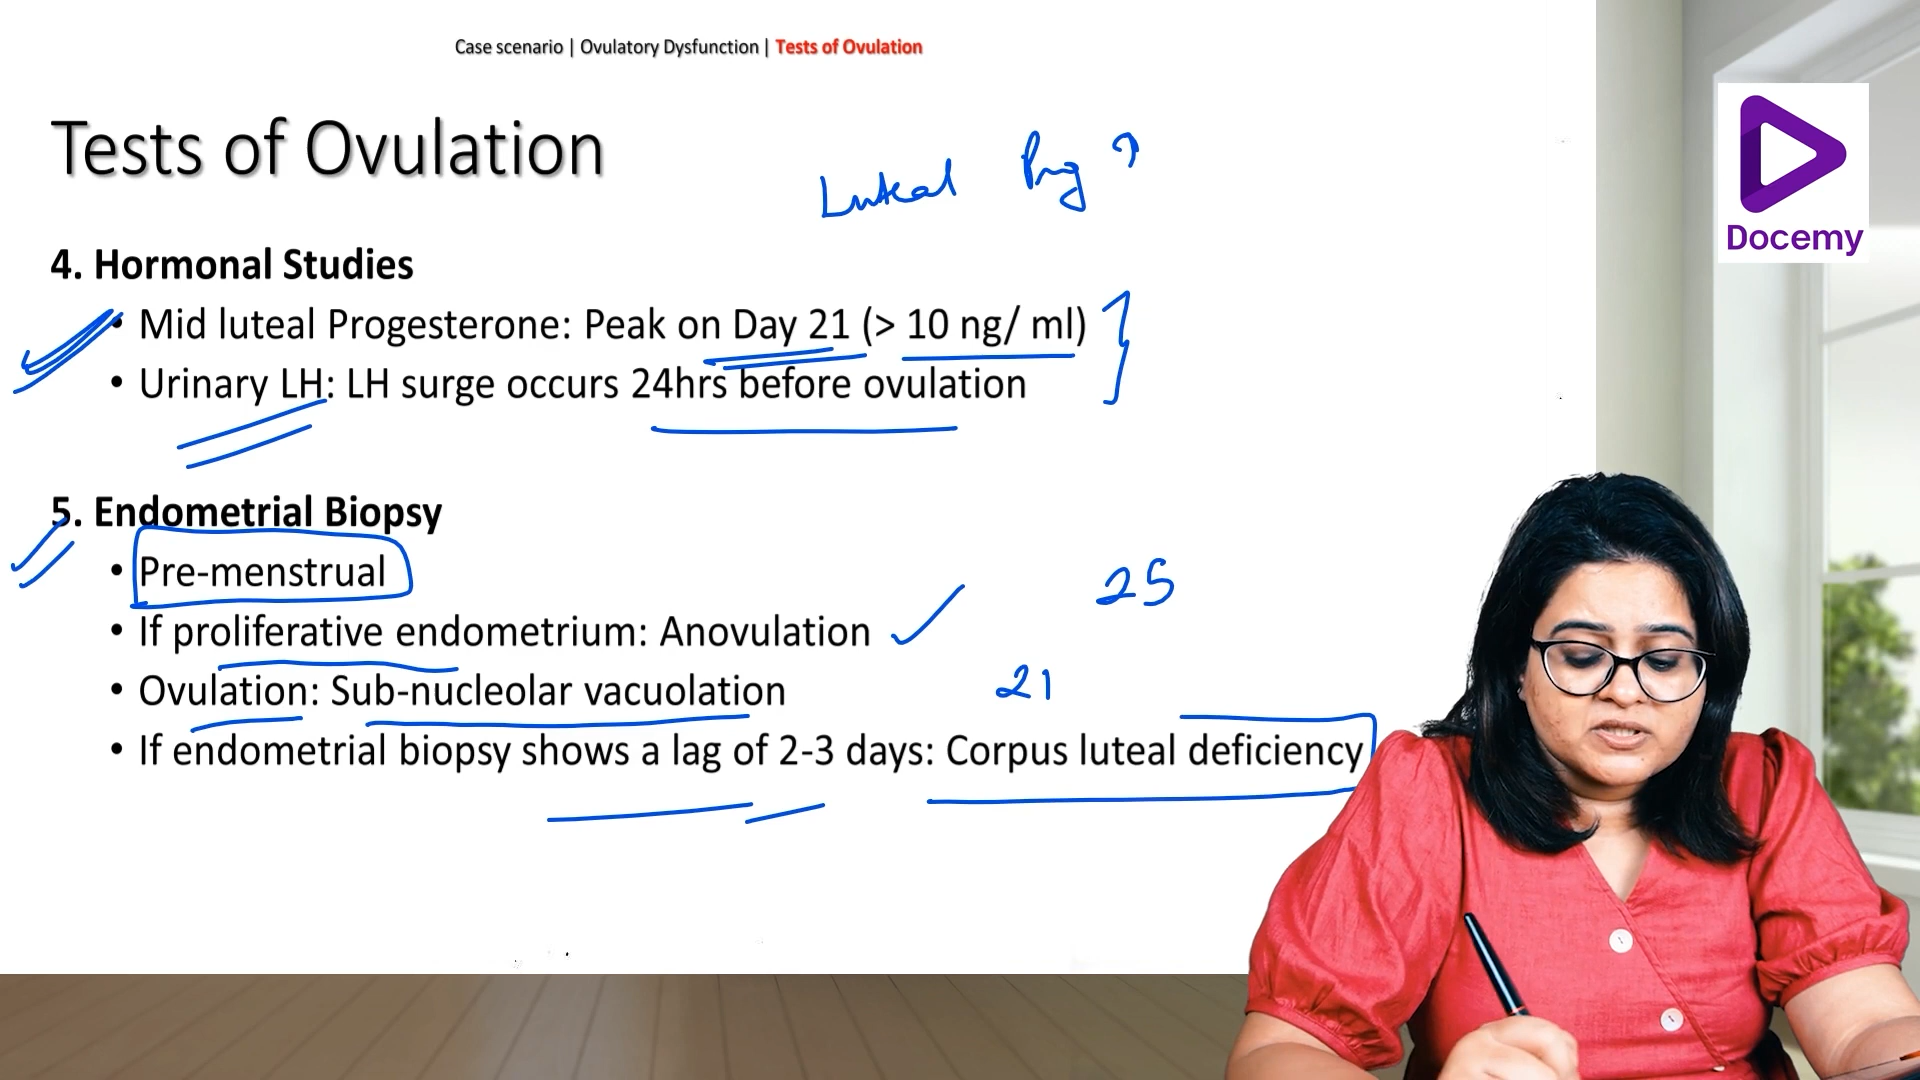 Case scenario | Ovulatory Dysfunction | Tests of Ovulation
Tests of Ovulation
Luteal Prg ↑
4. Hormonal Studies
• Mid luteal Progesterone: Peak on Day 21 (> 10 ng/ ml)
• Urinary LH: LH surge occurs 24hrs before ovulation
5. Endometrial Biopsy
• Pre-menstrual
25
• If proliferative endometrium: Anovulation
• Ovulation: Sub-nucleolar vacuolation
21
• If endometrial biopsy shows a lag of 2-3 days: Corpus luteal deficiency
Docemy